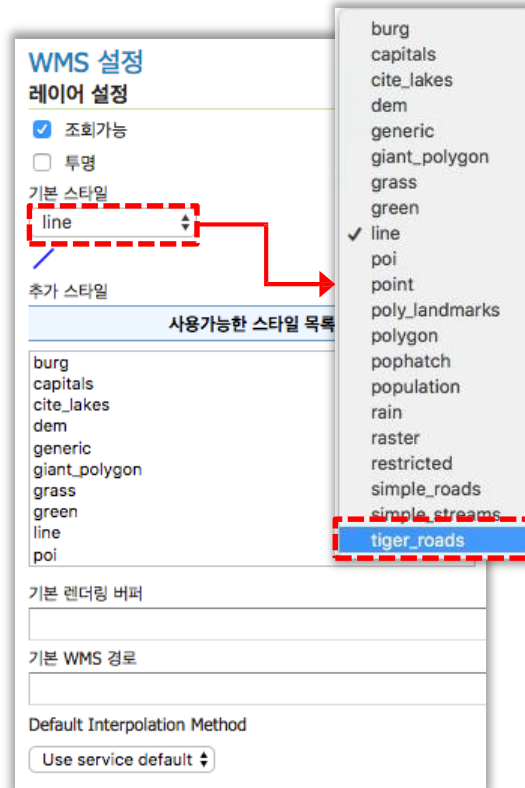 WMS 설정
레이어 설정
조회가능
투명
기본 스타일
line
추가 스타일
사용가능한 스타일 목록
burg
capitals
cite_lakes
dem
generic
giant_polygon
grass
green
line
poi
기본 렌더링 버퍼
기본 WMS 경로
Default Interpolation Method
Use service default
burg
capitals
cite_lakes
dem
generic
giant_polygon
grass
green
line
poi
point
poly_landmarks
polygon
pophatch
population
rain
raster
restricted
simple_roads
simple_streams
tiger_roads